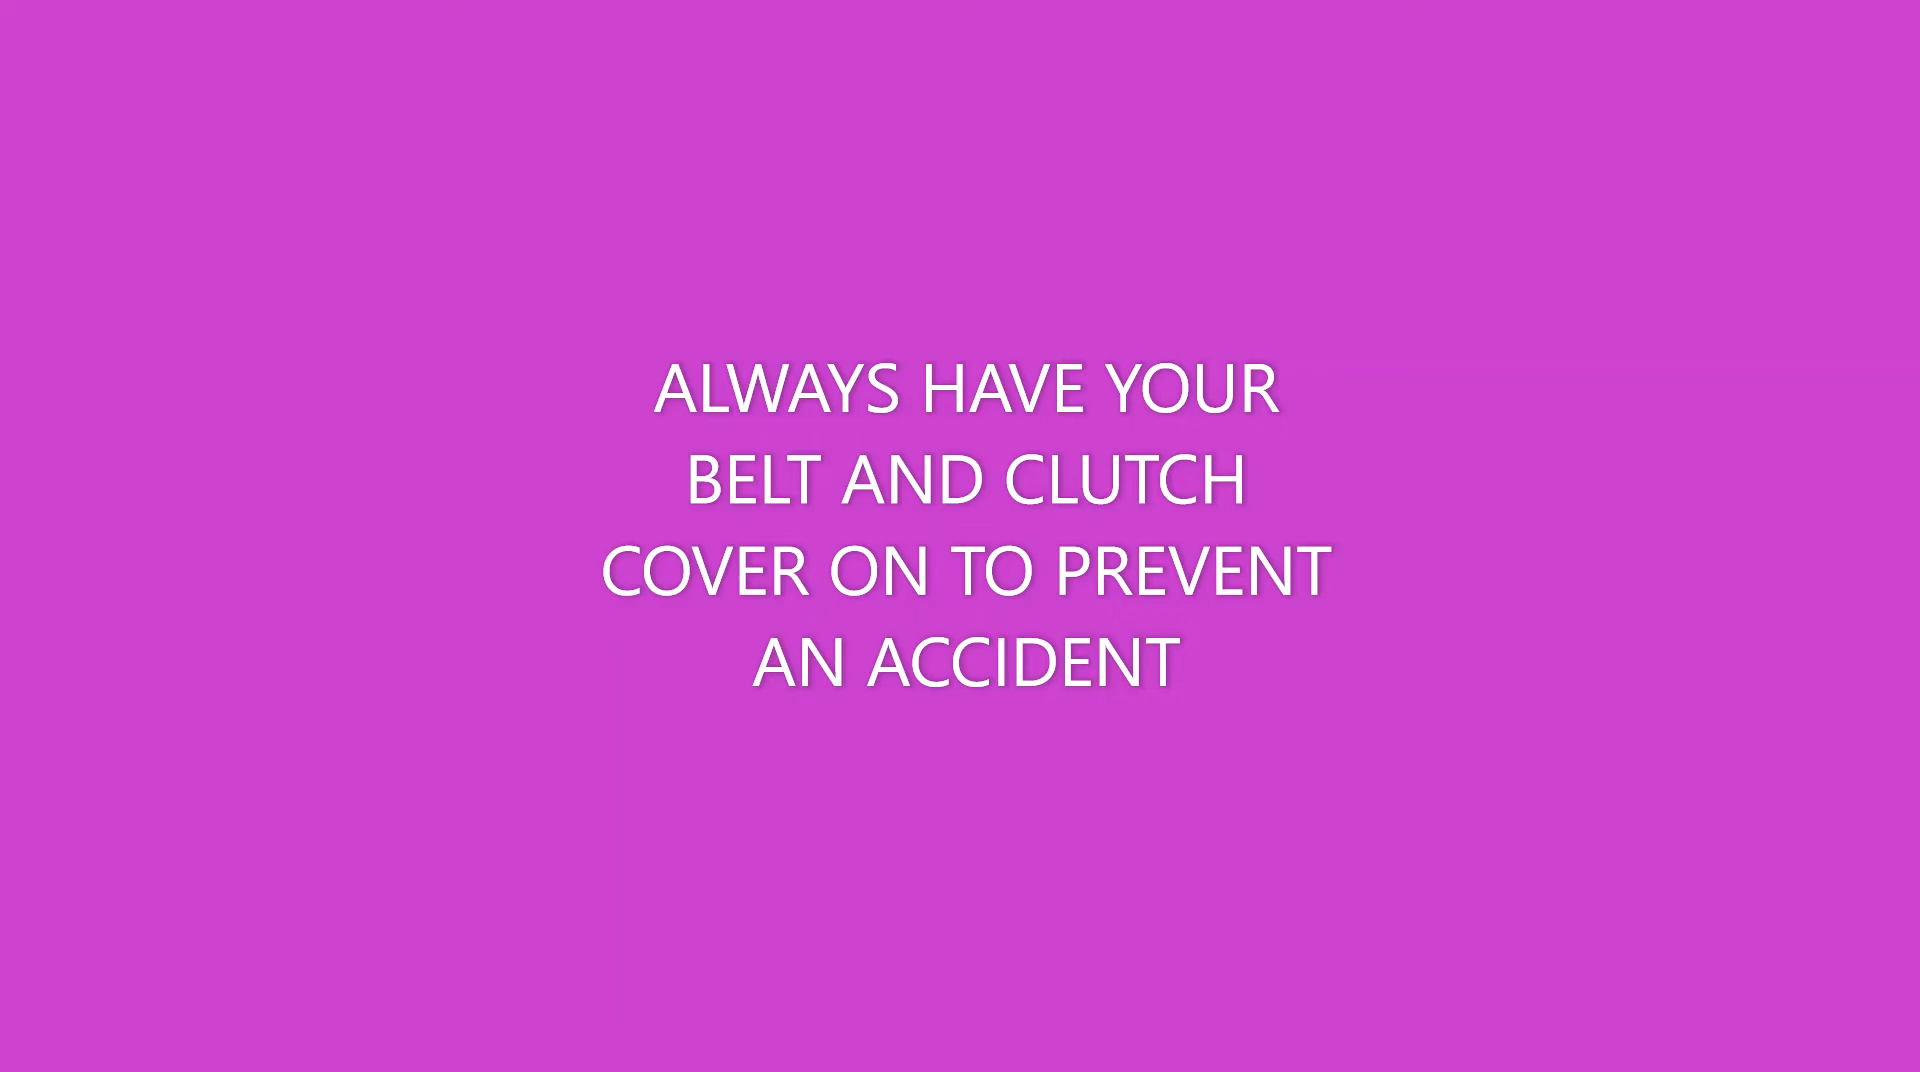 ALWAYS HAVE YOUR
BELT AND CLUTCH
COVER ON TO PREVENT
AN ACCIDENT